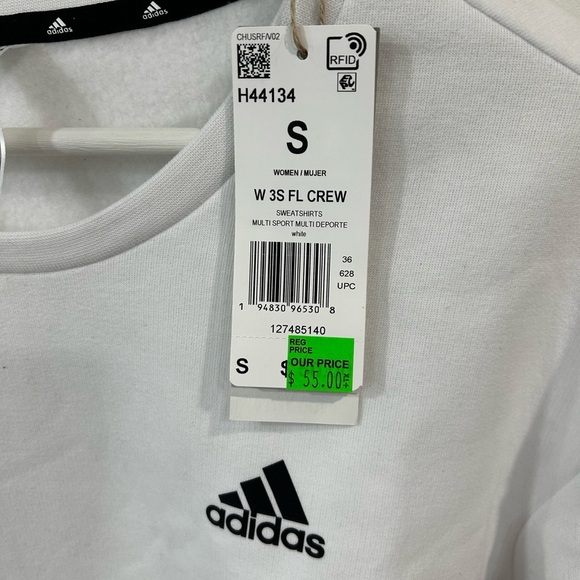 adidas
adidas
CHUSRF/V02
RFID
H44134
S
WOMEN / MUJER
W 3S FL CREW
SWEATSHIRTS
MULTI SPORT MULTI DEPORTE
white
36
628
UPC
1 94830 96530 8
127485140
REG
PRICE
S $
OUR PRICE
$ 55.00
adidas